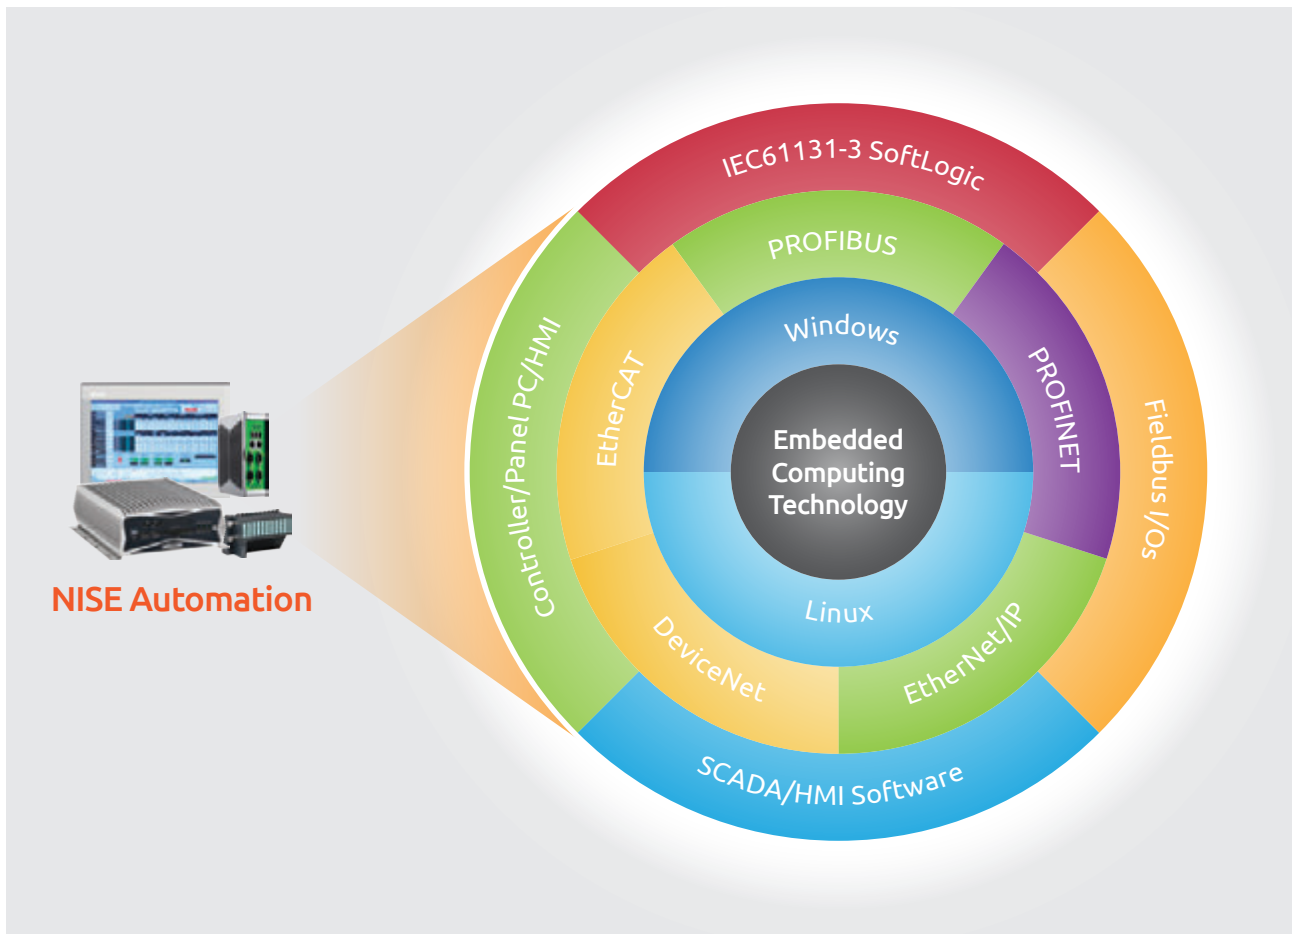 IEC61131-3 SoftLogic
PROFIBUS
Windows
EtherCAT
PROFINET
Controller/Panel PC/HMI
Fieldbus I/Os
Embedded
Computing
Technology
NISE Automation
Linux
DeviceNet
EtherNet/IP
SCADA/HMI Software